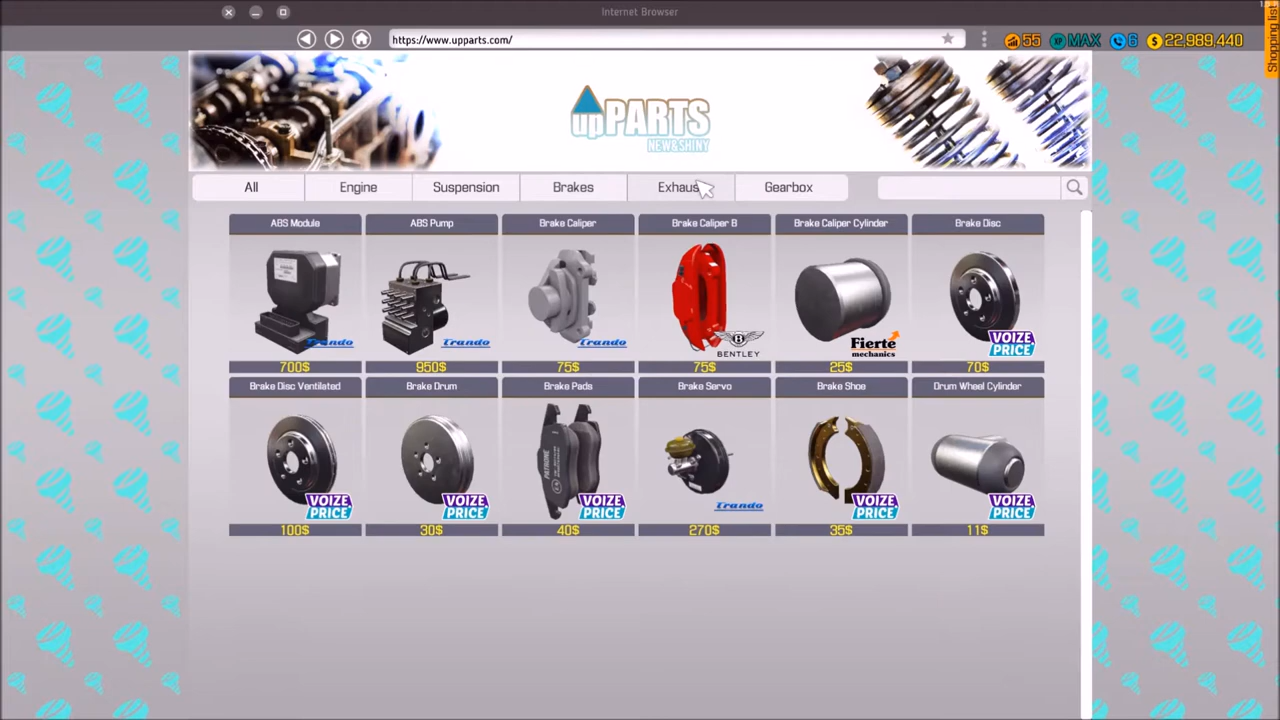 Internet Browser
Shopping list
https://www.upparts.com/
55 XP MAX 6 $ 22,989,440
upPARTS
NEW&SHINY
All Engine Suspension Brakes Exhaus Gearbox
ABS Module ABS Pump Brake Caliper Brake Caliper B Brake Caliper Cylinder Brake Disc
Trando Trando Trando BENTLEY Fierte mechanics VOIZE PRICE
700$ 950$ 75$ 75$ 25$ 70$
Brake Disc Ventilated Brake Drum Brake Pads Brake Servo Brake Shoe Drum Wheel Cylinder
VOIZE PRICE VOIZE PRICE VOIZE PRICE Trando VOIZE PRICE VOIZE PRICE
100$ 30$ 40$ 270$ 35$ 11$